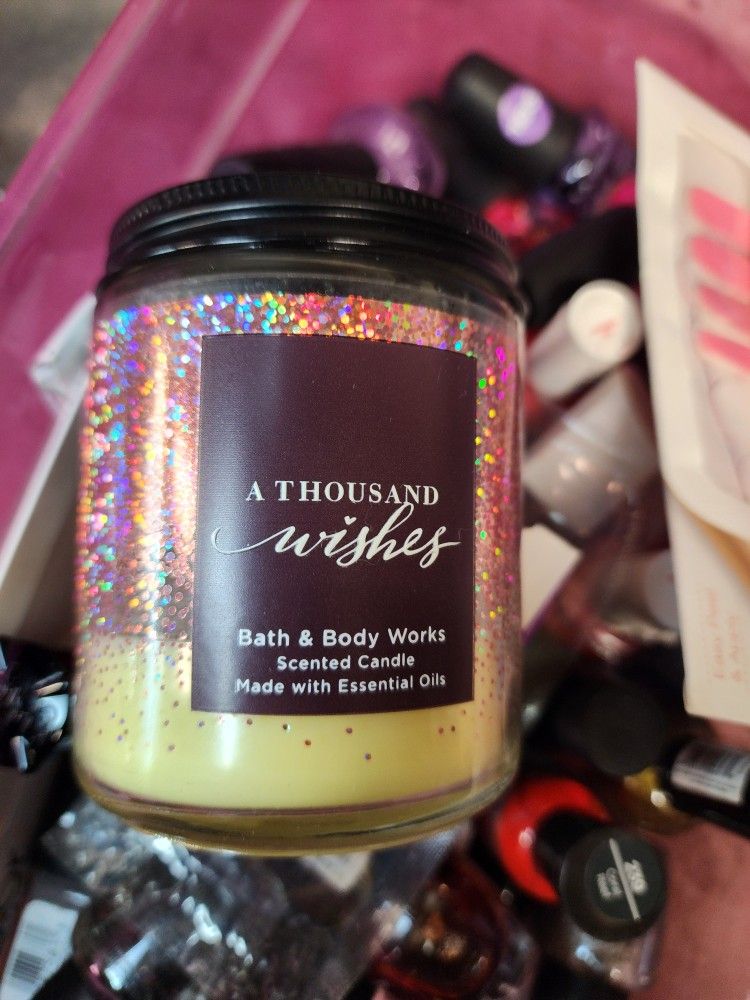 A THOUSAND
wishes
Bath & Body Works
Scented Candle
Made with Essential Oils